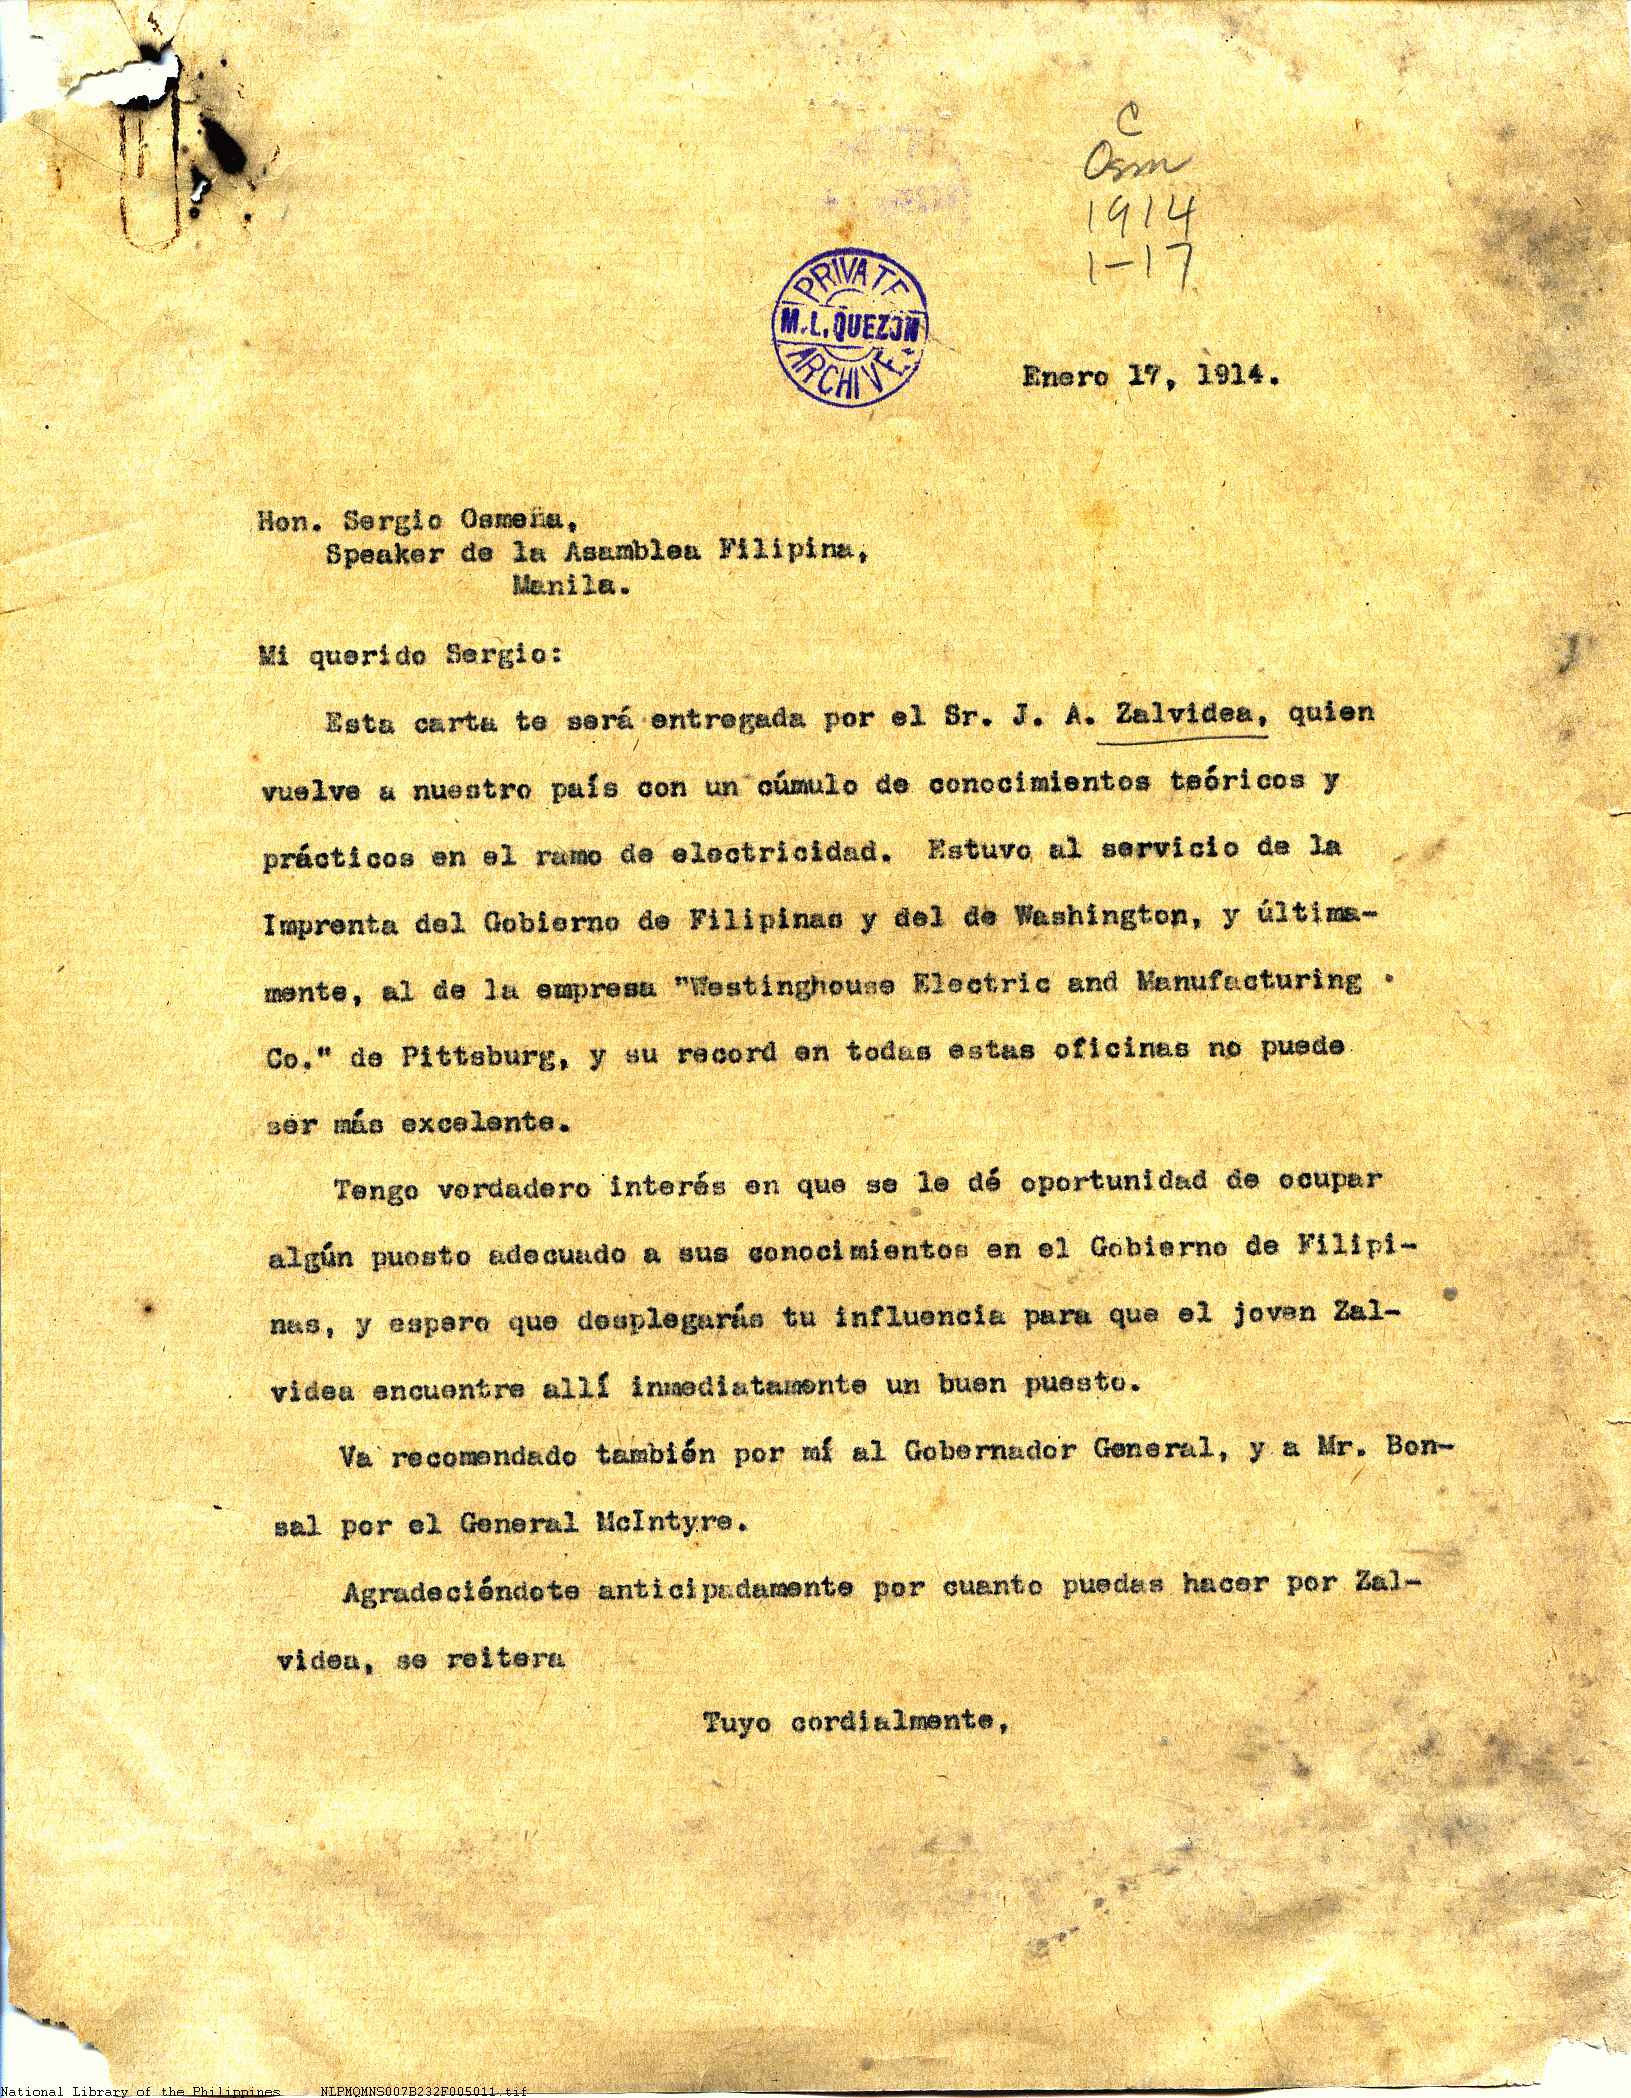 C
Osm
1914
1-17
PRIVATE
M. L. QUEZON
ARCHIVE
Enero 17, 1914.
Hon. Sergio Osmeña,
Speaker de la Asamblea Filipina,
Manila.
Mi querido Sergio:
Esta carta te será entregada por el Sr. J. A. Zalvidea, quien
vuelve a nuestro país con un cúmulo de conocimientos teóricos y
prácticos en el ramo de electricidad. Estuvo al servicio de la
Imprenta del Gobierno de Filipinas y del de Washington, y última-
mente, al de la empresa "Westinghouse Electric and Manufacturing
Co." de Pittsburg, y su record en todas estas oficinas no puede
ser más excelente.
Tengo verdadero interés en que se le dé oportunidad de ocupar
algún puesto adecuado a sus conocimientos en el Gobierno de Filipi-
nas, y espero que desplegarás tu influencia para que el joven Zal-
videa encuentre allí inmediatamente un buen puesto.
Va recomendado también por mí al Gobernador General, y a Mr. Bon-
sal por el General McIntyre.
Agradeciéndote anticipadamente por cuanto puedas hacer por Zal-
videa, se reitera
Tuyo cordialmente,
National Library of the Philippines NLPMQMNS007B232F005011.tif